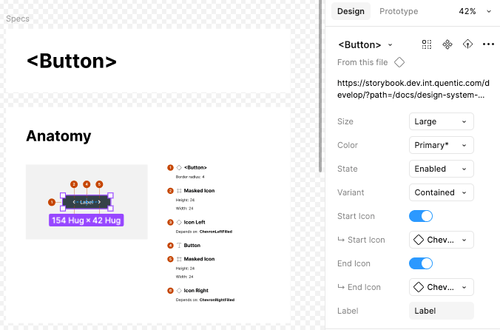 Specs
<Button>
Anatomy
1
2
4
5
< Label >
154 Hug × 42 Hug
1 <Button>
Border radius: 4
2 Masked Icon
Height: 26
Width: 24
3 Icon Left
Depends on: ChevronLeftFilled
4 Button
5 Masked Icon
Height: 26
Width: 24
6 Icon Right
Depends on: ChevronRightFilled
Design Prototype 42%
<Button>
From this file
https://storybook.dev.int.quentic.com/d
evelop/?path=/docs/design-system-...
Size Large
Color Primary*
State Enabled
Variant Contained
Start Icon
↳ Start Icon Chev...
End Icon
↳ End Icon Chev...
Label Label